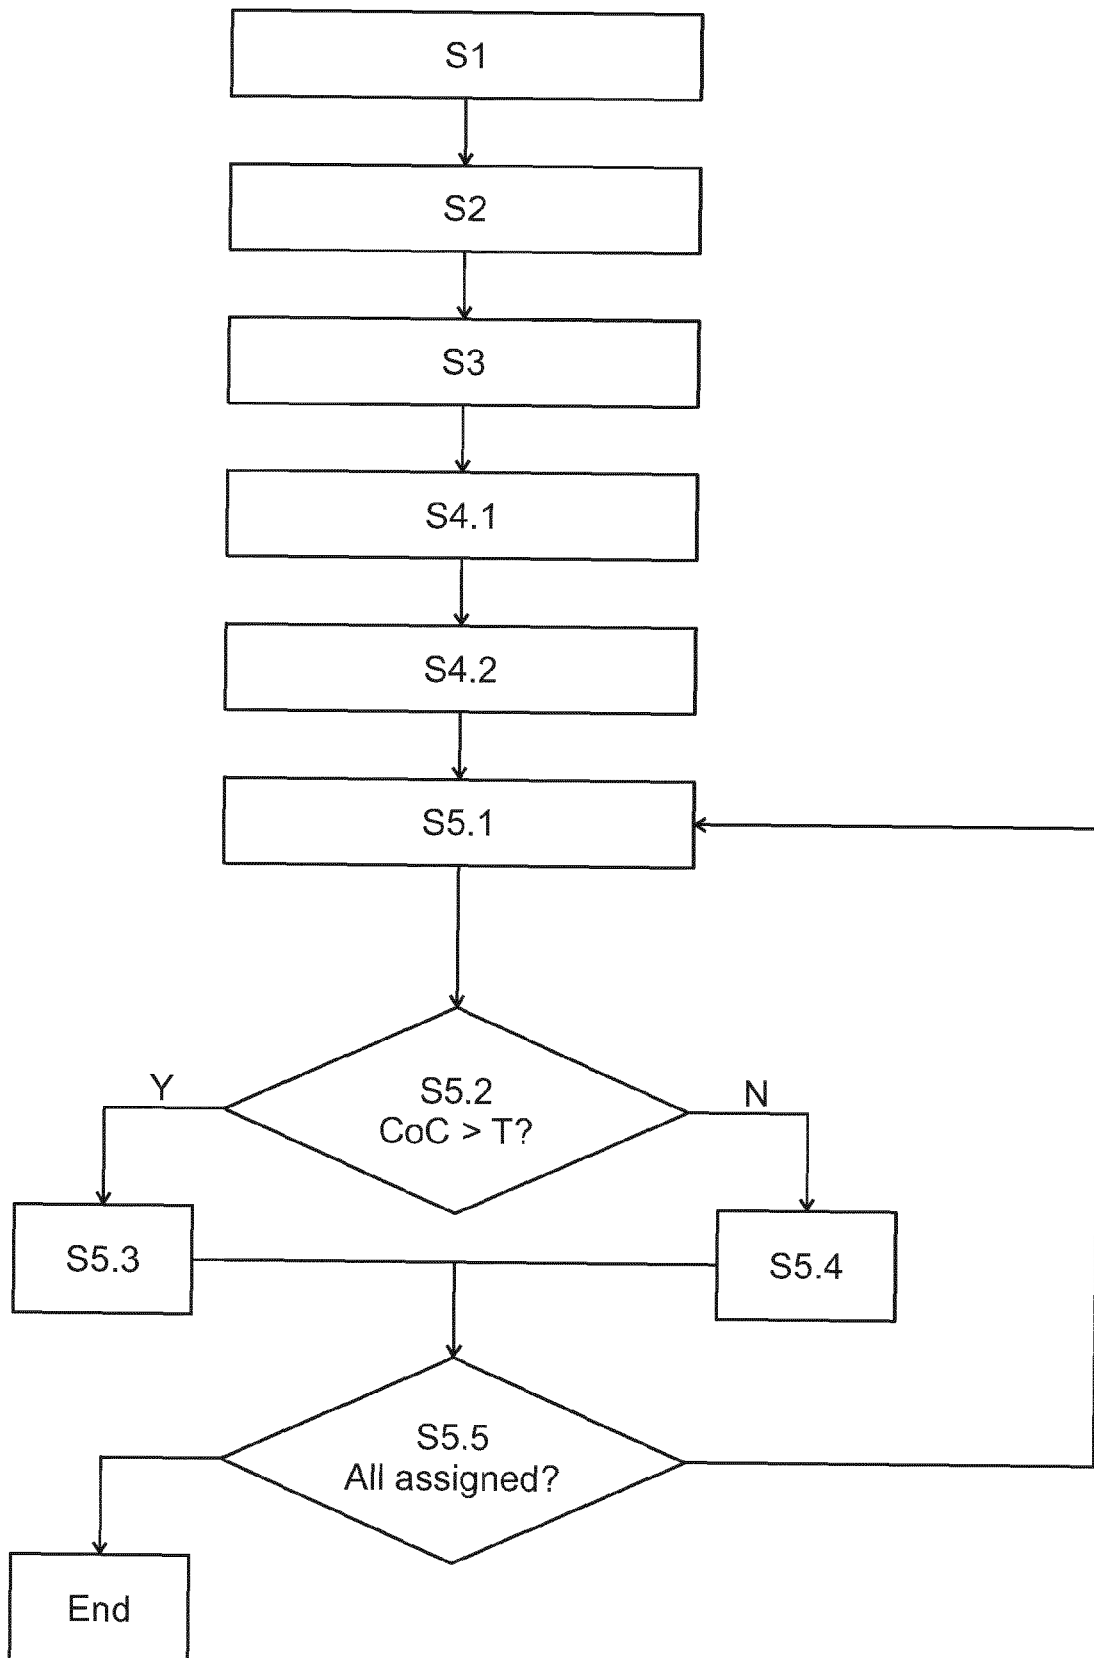 S1
S2
S3
S4.1
S4.2
S5.1
Y
S5.2
CoC > T?
N
S5.3
S5.4
S5.5
All assigned?
End